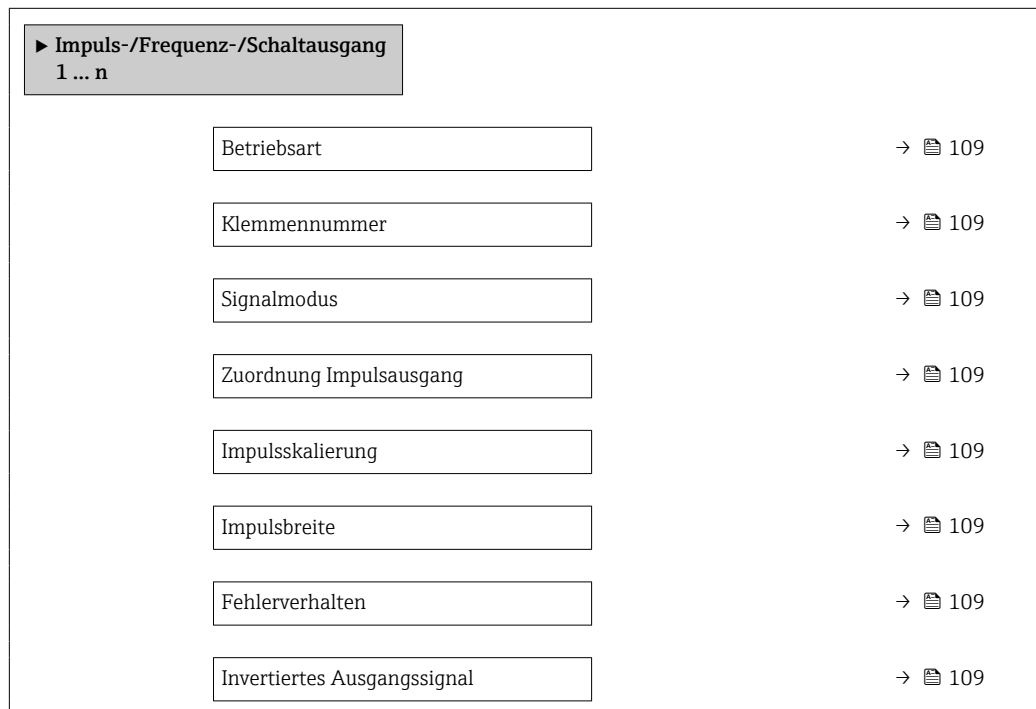 ► Impuls-/Frequenz-/Schaltausgang
1 ... n
Betriebsart → 109
Klemmennummer → 109
Signalmodus → 109
Zuordnung Impulsausgang → 109
Impulsskalierung → 109
Impulsbreite → 109
Fehlerverhalten → 109
Invertiertes Ausgangssignal → 109